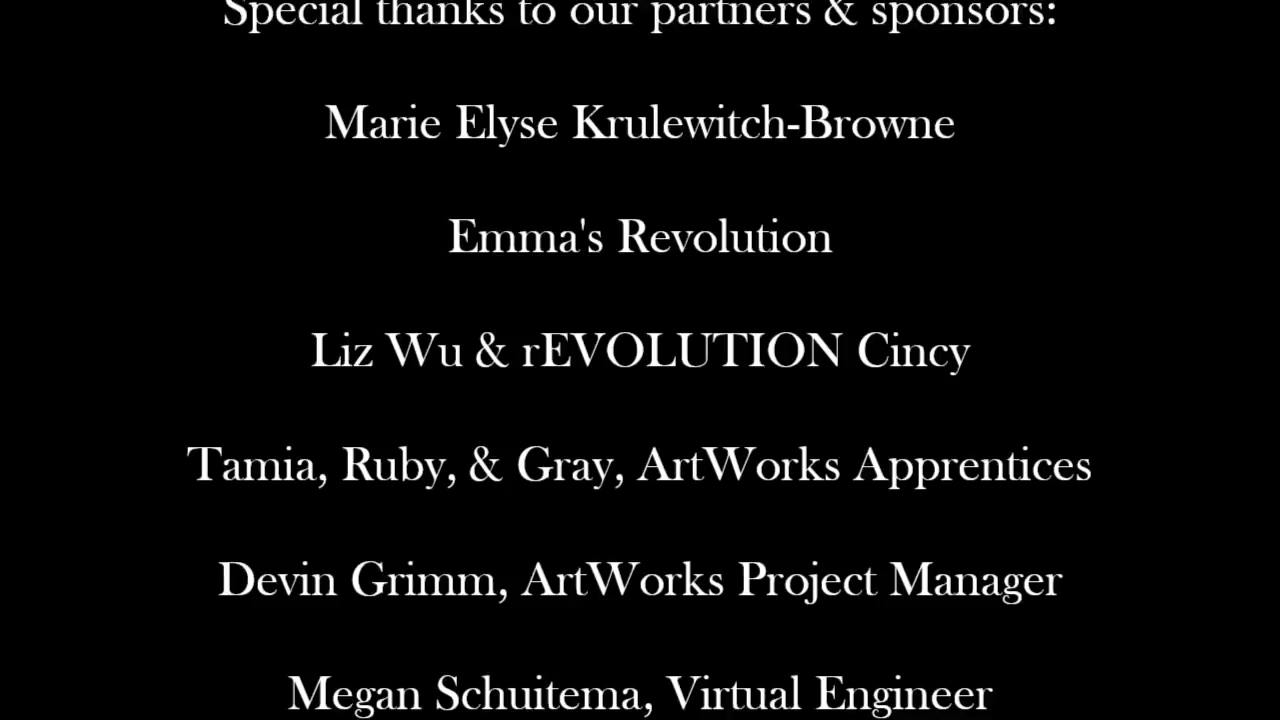 Special thanks to our partners & sponsors:
Marie Elyse Krulewitch-Browne
Emma's Revolution
Liz Wu & rEVOLUTION Cincy
Tamia, Ruby, & Gray, ArtWorks Apprentices
Devin Grimm, ArtWorks Project Manager
Megan Schuitema, Virtual Engineer